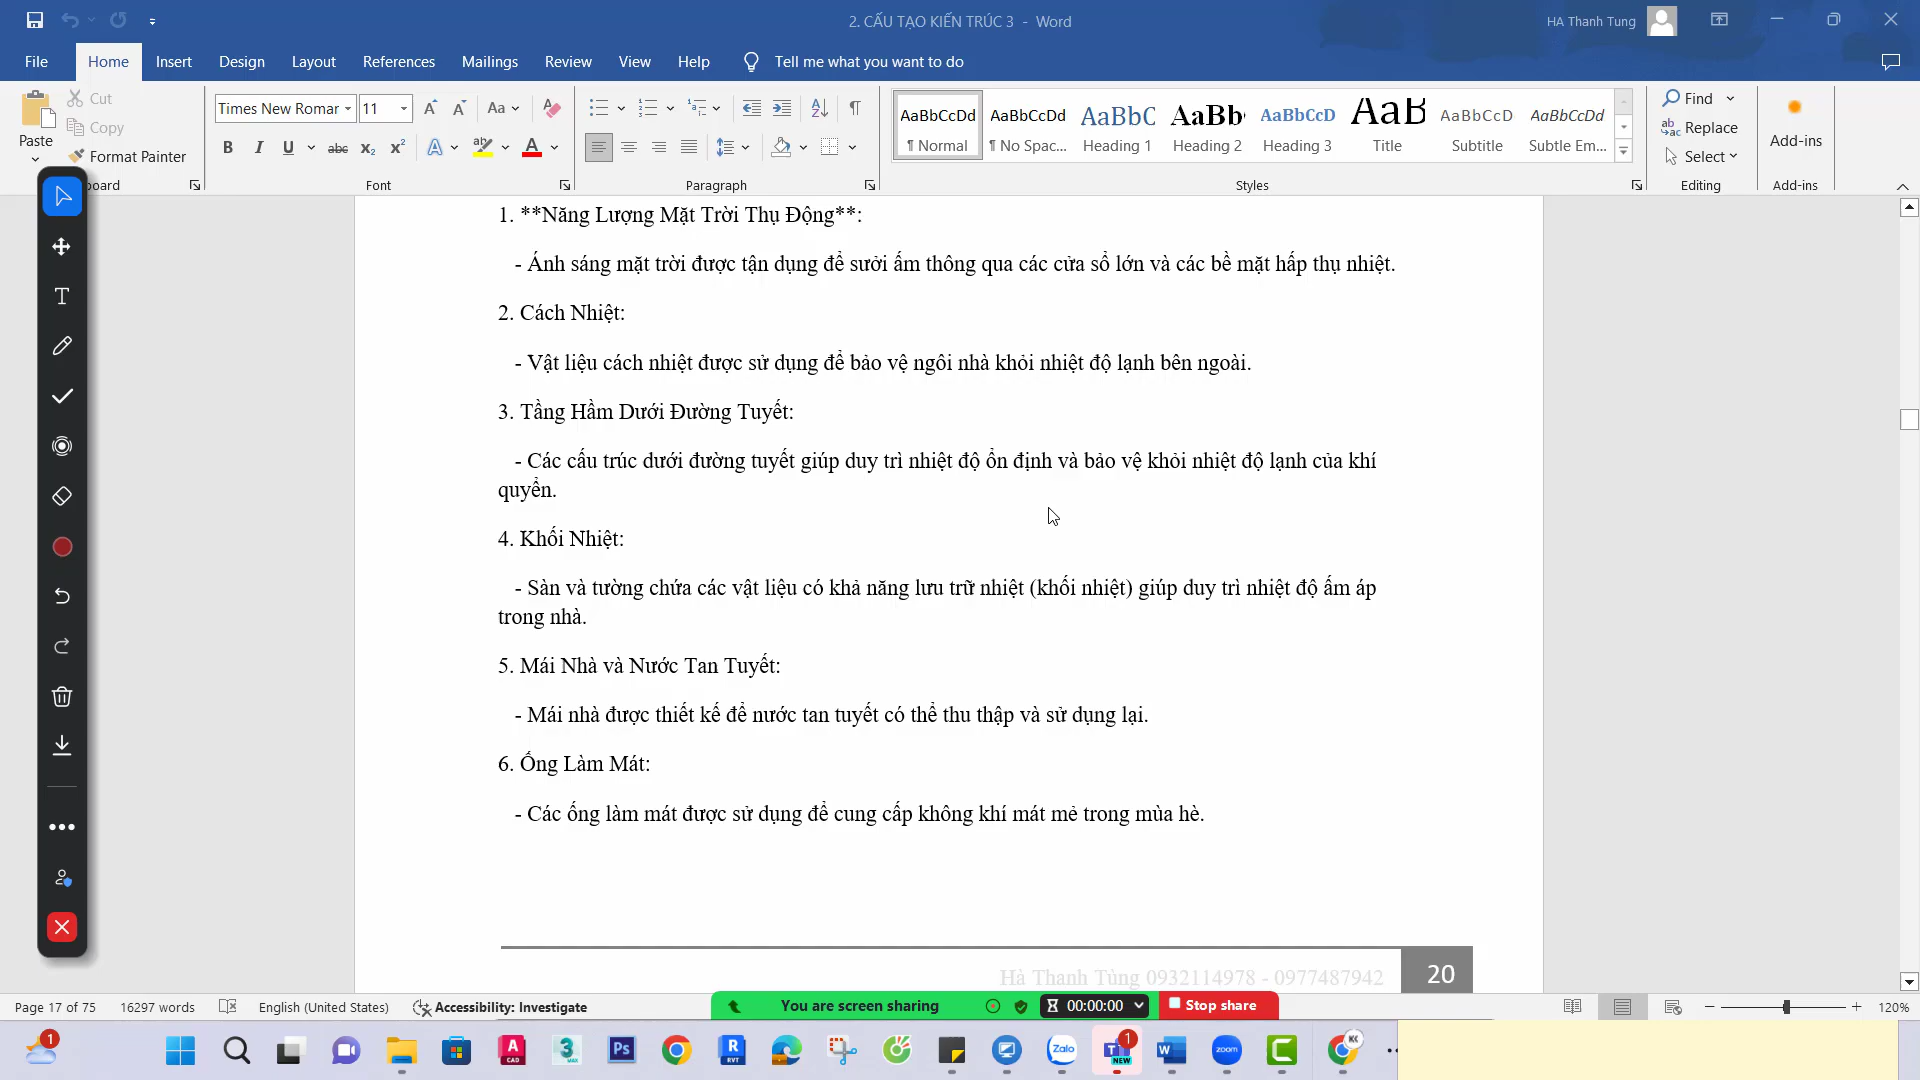 2. CẤU TẠO KIẾN TRÚC 3 - Word
HA Thanh Tung
File Home Insert Design Layout References Mailings Review View Help Tell me what you want to do
Paste
Cut
Copy
Format Painter
board
Times New Roman 11
Font
Paragraph
AaBbCcDd AaBbCcDd AaBbC AaBb AaBbCcD AaB AaBbCcD AaBbCcDd
¶ Normal ¶ No Spac... Heading 1 Heading 2 Heading 3 Title Subtitle Subtle Em...
Styles
Find
Replace
Select
Editing
Add-ins
Add-ins
1. **Năng Lượng Mặt Trời Thụ Động**:
- Ánh sáng mặt trời được tận dụng để sưởi ấm thông qua các cửa sổ lớn và các bề mặt hấp thụ nhiệt.
2. Cách Nhiệt:
- Vật liệu cách nhiệt được sử dụng để bảo vệ ngôi nhà khỏi nhiệt độ lạnh bên ngoài.
3. Tầng Hầm Dưới Đường Tuyết:
- Các cấu trúc dưới đường tuyết giúp duy trì nhiệt độ ổn định và bảo vệ khỏi nhiệt độ lạnh của khí
quyển.
4. Khối Nhiệt:
- Sàn và tường chứa các vật liệu có khả năng lưu trữ nhiệt (khối nhiệt) giúp duy trì nhiệt độ ấm áp
trong nhà.
5. Mái Nhà và Nước Tan Tuyết:
- Mái nhà được thiết kế để nước tan tuyết có thể thu thập và sử dụng lại.
6. Ống Làm Mát:
- Các ống làm mát được sử dụng để cung cấp không khí mát mẻ trong mùa hè.
Hà Thanh Tùng 0932114978 - 0977487942
20
Page 17 of 75 16297 words English (United States) Accessibility: Investigate
You are screen sharing 00:00:00 Stop share
120%